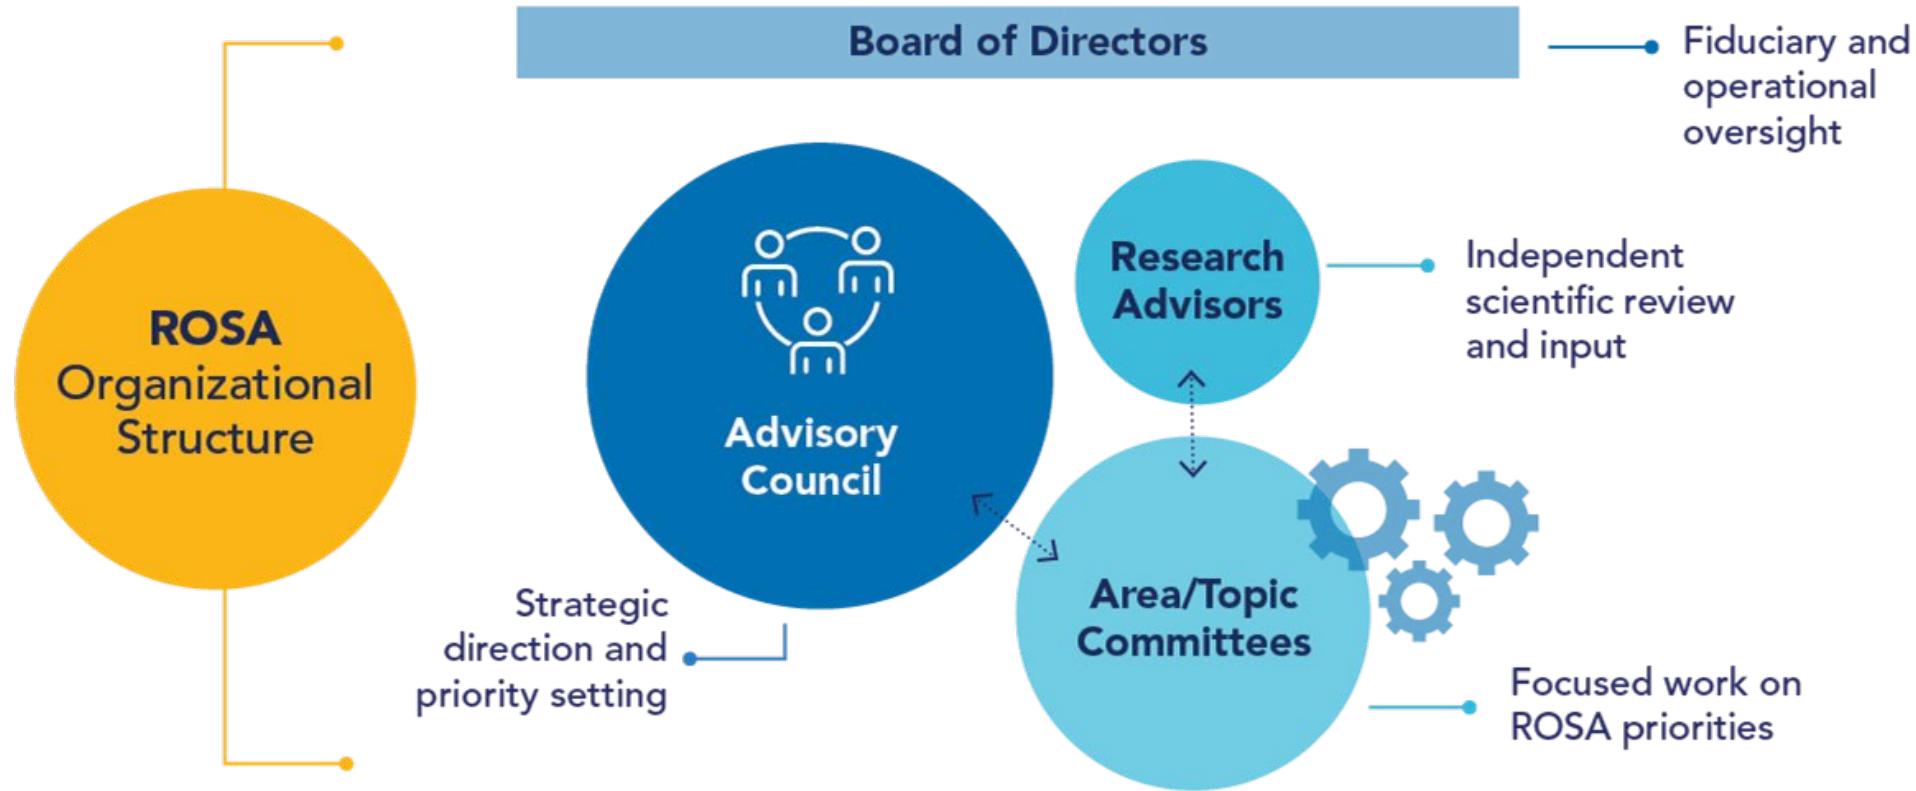 Board of Directors
Fiduciary and
operational
oversight
ROSA
Organizational
Structure
Advisory
Council
Research
Advisors
Independent
scientific review
and input
Strategic
direction and
priority setting
Area/Topic
Committees
Focused work on
ROSA priorities